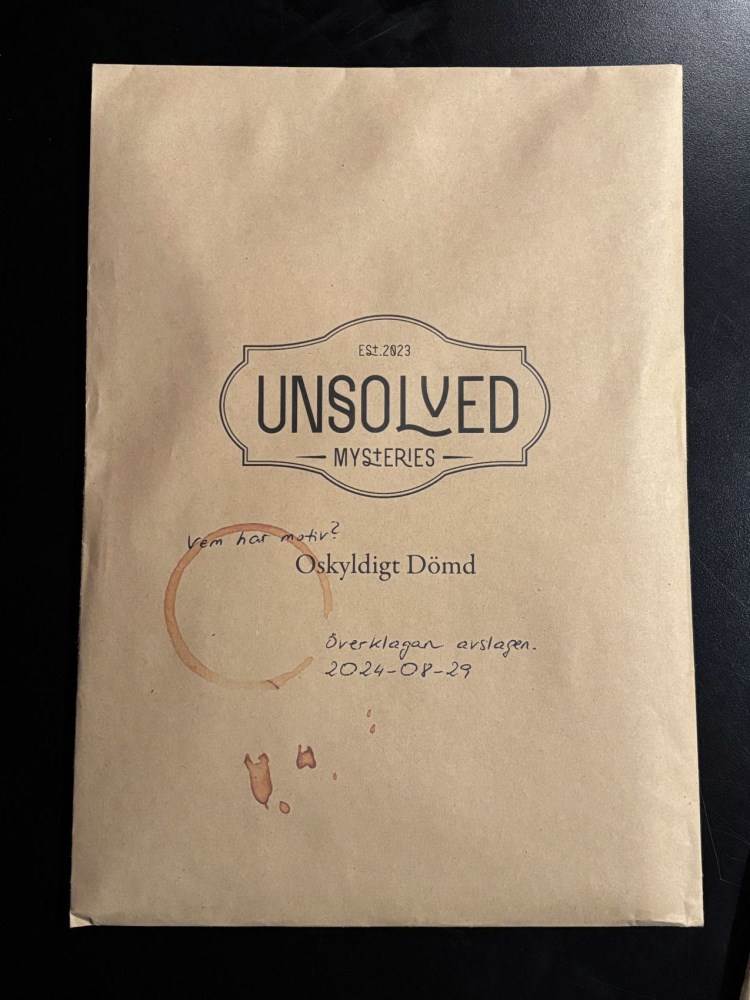 Est.2023
UNSOLVED
MYSTERIES
Vem har motiv?
Oskyldigt Dömd
Överklagan avslagen.
2024-08-29